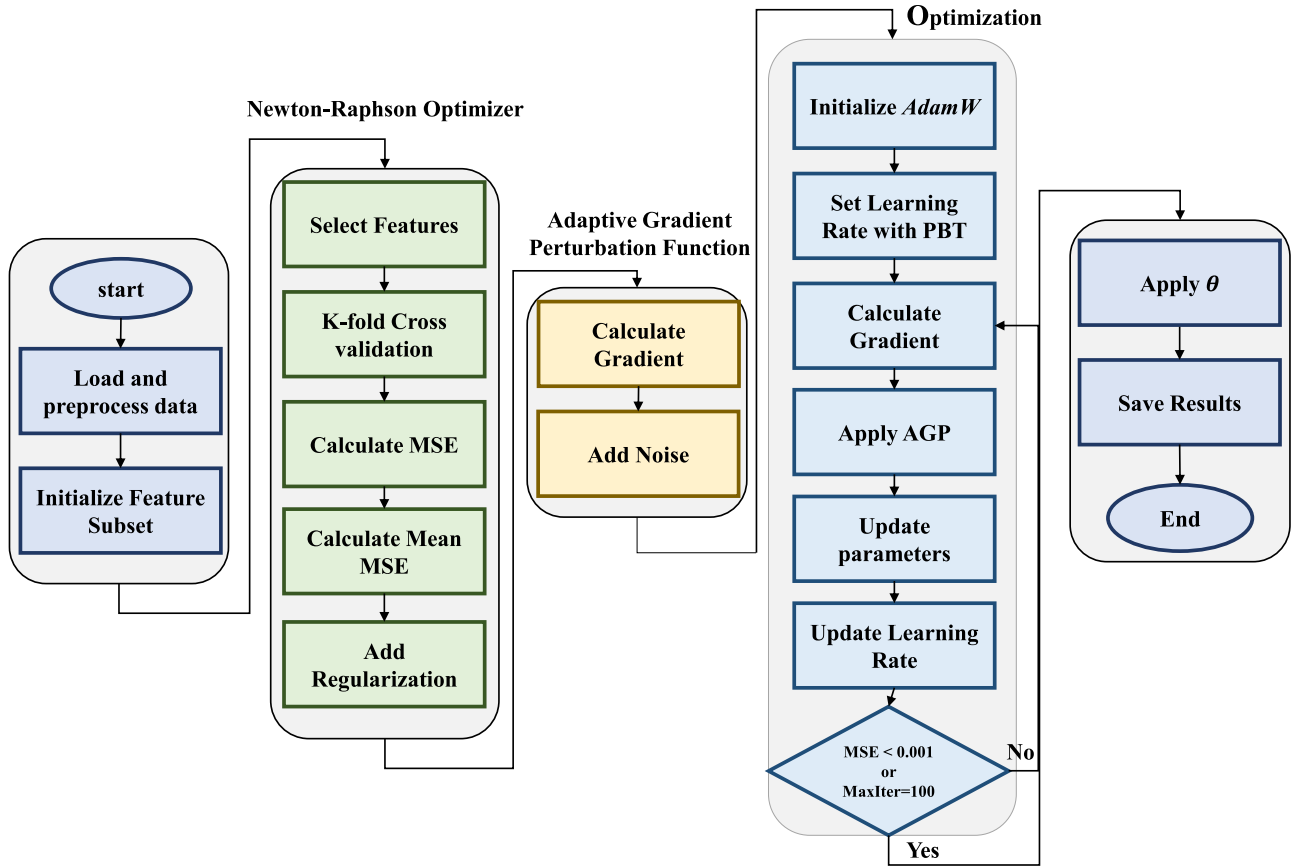 start
Load and
preprocess data
Initialize Feature
Subset
Newton-Raphson Optimizer
Select Features
K-fold Cross
validation
Calculate MSE
Calculate Mean
MSE
Add
Regularization
Adaptive Gradient
Perturbation Function
Calculate
Gradient
Add Noise
Optimization
Initialize AdamW
Set Learning
Rate with PBT
Calculate
Gradient
Apply AGP
Update
parameters
Update Learning
Rate
MSE < 0.001
or
MaxIter=100
No
Yes
Apply θ
Save Results
End